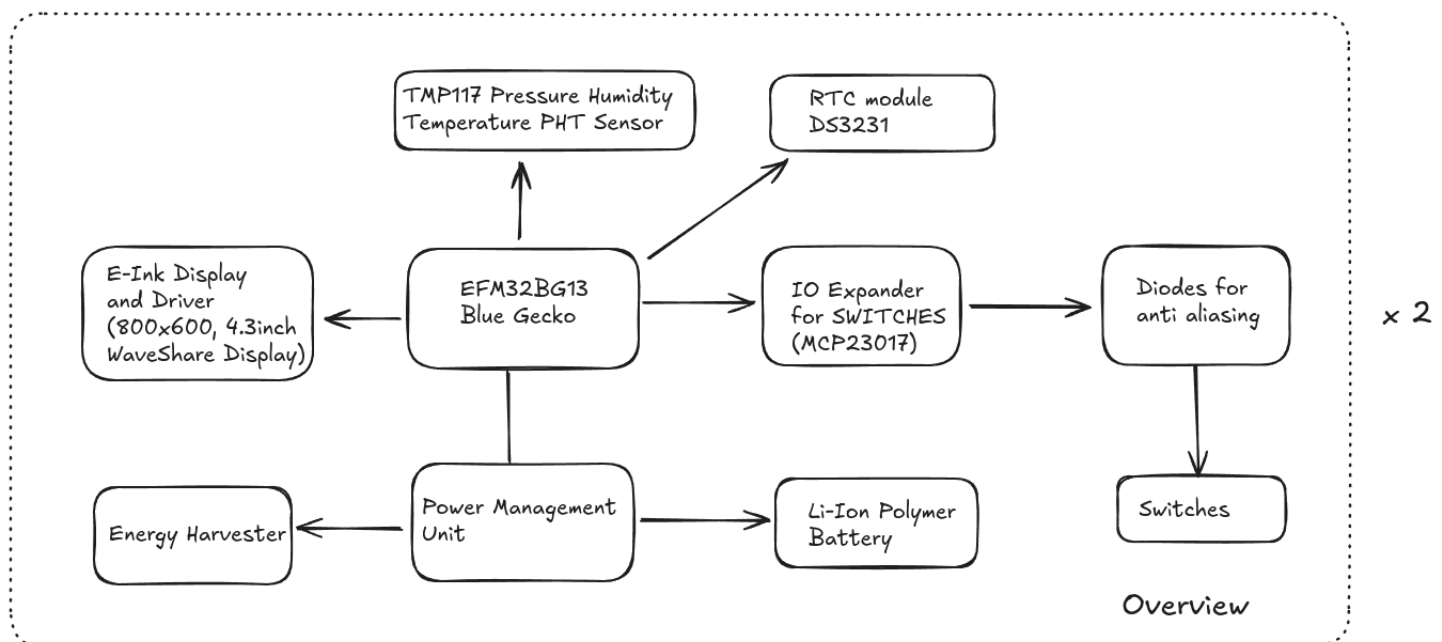 TMP117 Pressure Humidity
Temperature PHT Sensor
RTC module
DS3231
E-Ink Display
and Driver
(800x600, 4.3inch
WaveShare Display)
EFM32BG13
Blue Gecko
IO Expander
for SWITCHES
(MCP23017)
Diodes for
anti aliasing
x 2
Energy Harvester
Power Management
Unit
Li-Ion Polymer
Battery
Switches
Overview